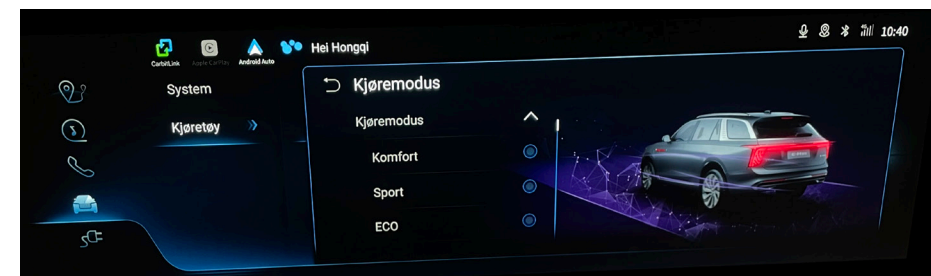 CarbitLink
Apple CarPlay
Android Auto
Hei Hongqi
10:40
System
Kjøretøy
Kjøremodus
Kjøremodus
Komfort
Sport
ECO